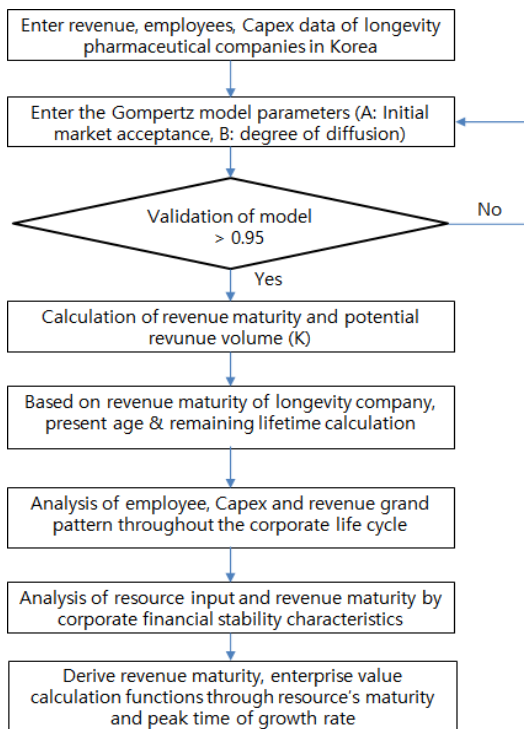 Enter revenue, employees, Capex data of longevity
pharmaceutical companies in Korea
Enter the Gompertz model parameters (A: Initial
market acceptance, B: degree of diffusion)
Validation of model
> 0.95
No
Yes
Calculation of revenue maturity and potential
revunue volume (K)
Based on revenue maturity of longevity company,
present age & remaining lifetime calculation
Analysis of employee, Capex and revenue grand
pattern throughout the corporate life cycle
Analysis of resource input and revenue maturity by
corporate financial stability characteristics
Derive revenue maturity, enterprise value
calculation functions through resource's maturity
and peak time of growth rate